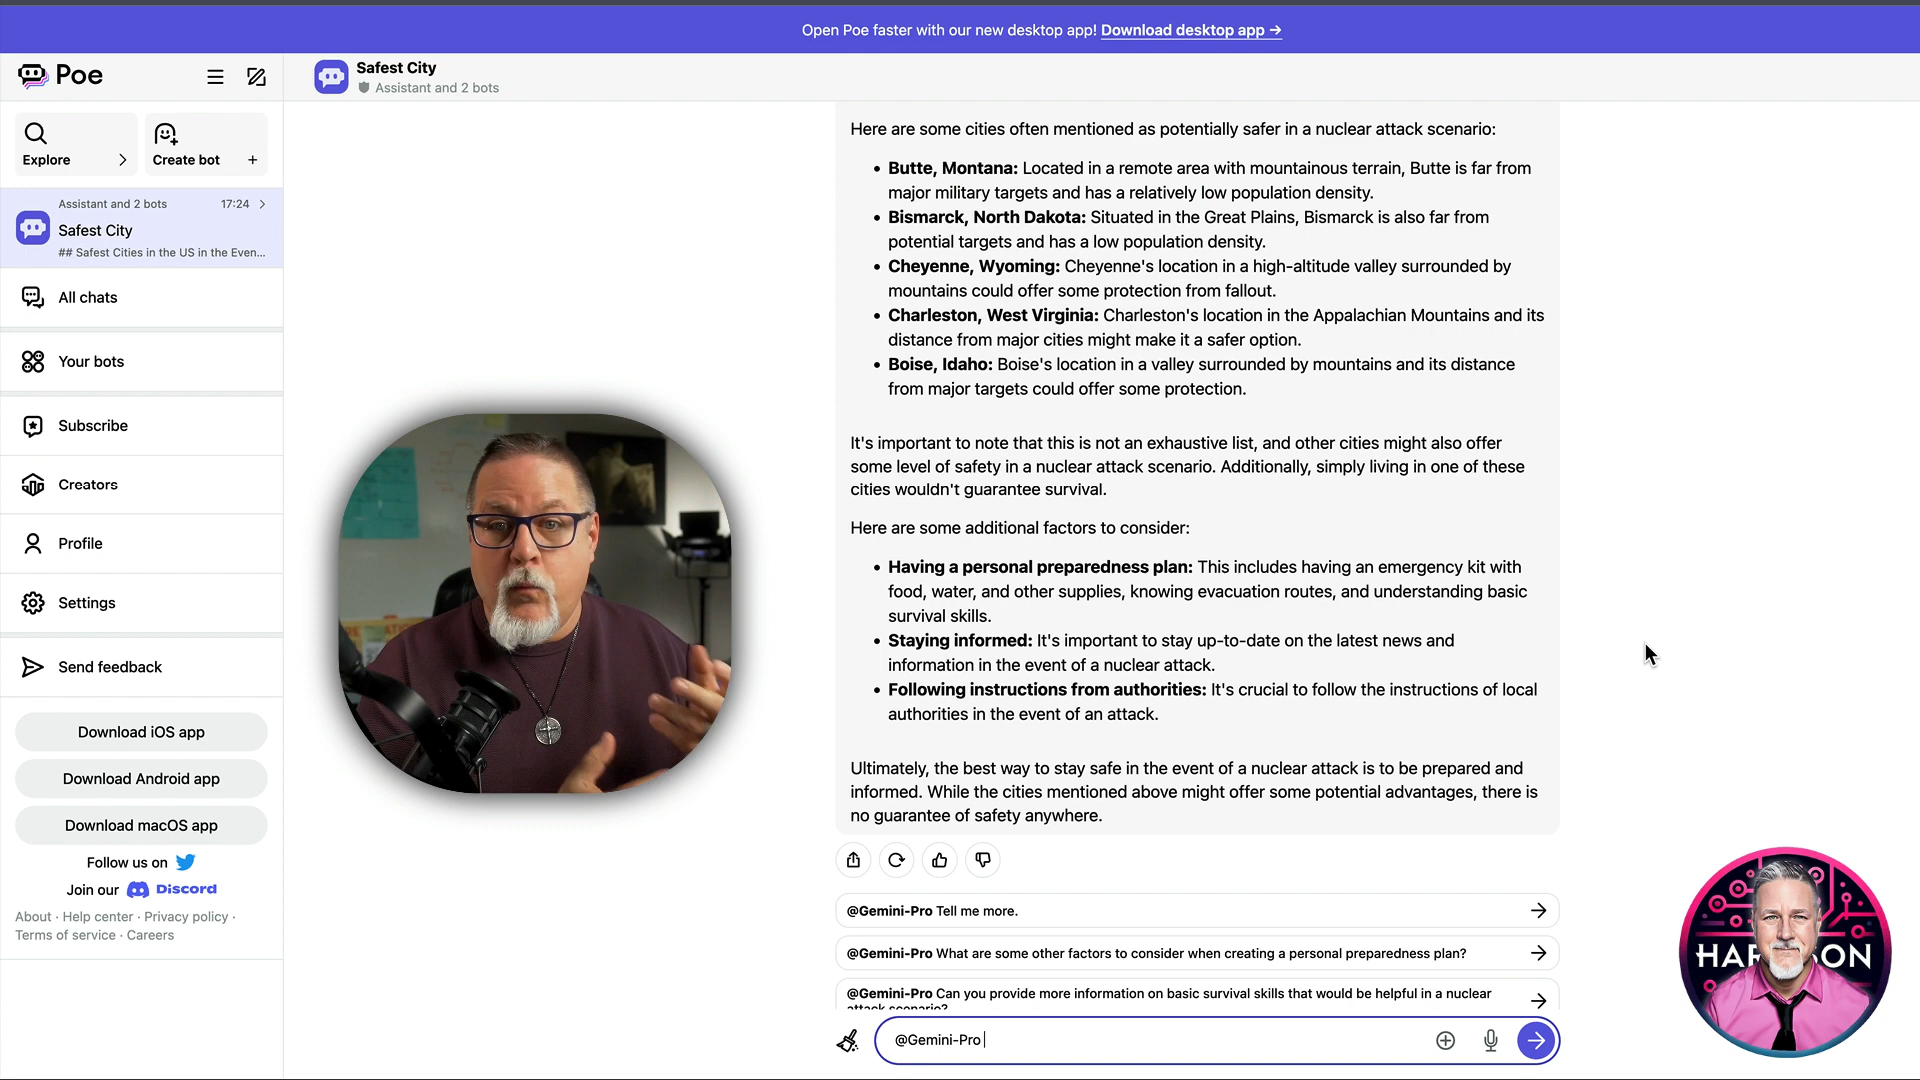 Open Poe faster with our new desktop app! Download desktop app →
Poe
Explore
Create bot +
Assistant and 2 bots 17:24
Safest City
## Safest Cities in the US in the Even...
All chats
Your bots
Subscribe
Creators
Profile
Settings
Send feedback
Download iOS app
Download Android app
Download macOS app
Follow us on
Join our Discord
About · Help center · Privacy policy ·
Terms of service · Careers
Safest City
Assistant and 2 bots
Here are some cities often mentioned as potentially safer in a nuclear attack scenario:
• Butte, Montana: Located in a remote area with mountainous terrain, Butte is far from
major military targets and has a relatively low population density.
• Bismarck, North Dakota: Situated in the Great Plains, Bismarck is also far from
potential targets and has a low population density.
• Cheyenne, Wyoming: Cheyenne's location in a high-altitude valley surrounded by
mountains could offer some protection from fallout.
• Charleston, West Virginia: Charleston's location in the Appalachian Mountains and its
distance from major cities might make it a safer option.
• Boise, Idaho: Boise's location in a valley surrounded by mountains and its distance
from major targets could offer some protection.
It's important to note that this is not an exhaustive list, and other cities might also offer
some level of safety in a nuclear attack scenario. Additionally, simply living in one of these
cities wouldn't guarantee survival.
Here are some additional factors to consider:
• Having a personal preparedness plan: This includes having an emergency kit with
food, water, and other supplies, knowing evacuation routes, and understanding basic
survival skills.
• Staying informed: It's important to stay up-to-date on the latest news and
information in the event of a nuclear attack.
• Following instructions from authorities: It's crucial to follow the instructions of local
authorities in the event of an attack.
Ultimately, the best way to stay safe in the event of a nuclear attack is to be prepared and
informed. While the cities mentioned above might offer some potential advantages, there is
no guarantee of safety anywhere.
@Gemini-Pro Tell me more.
@Gemini-Pro What are some other factors to consider when creating a personal preparedness plan?
@Gemini-Pro Can you provide more information on basic survival skills that would be helpful in a nuclear
attack scenario?
@Gemini-Pro